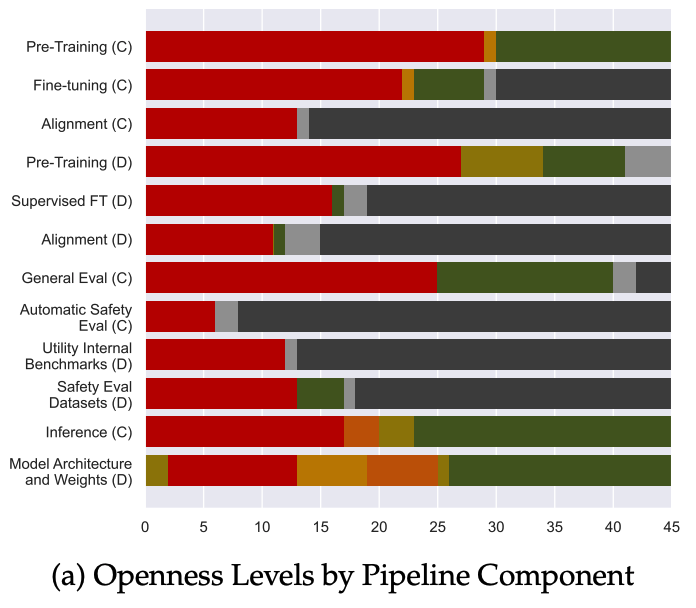 Pre-Training (C)
Fine-tuning (C)
Alignment (C)
Pre-Training (D)
Supervised FT (D)
Alignment (D)
General Eval (C)
Automatic Safety
Eval (C)
Utility Internal
Benchmarks (D)
Safety Eval
Datasets (D)
Inference (C)
Model Architecture
and Weights (D)
0 5 10 15 20 25 30 35 40 45
(a) Openness Levels by Pipeline Component